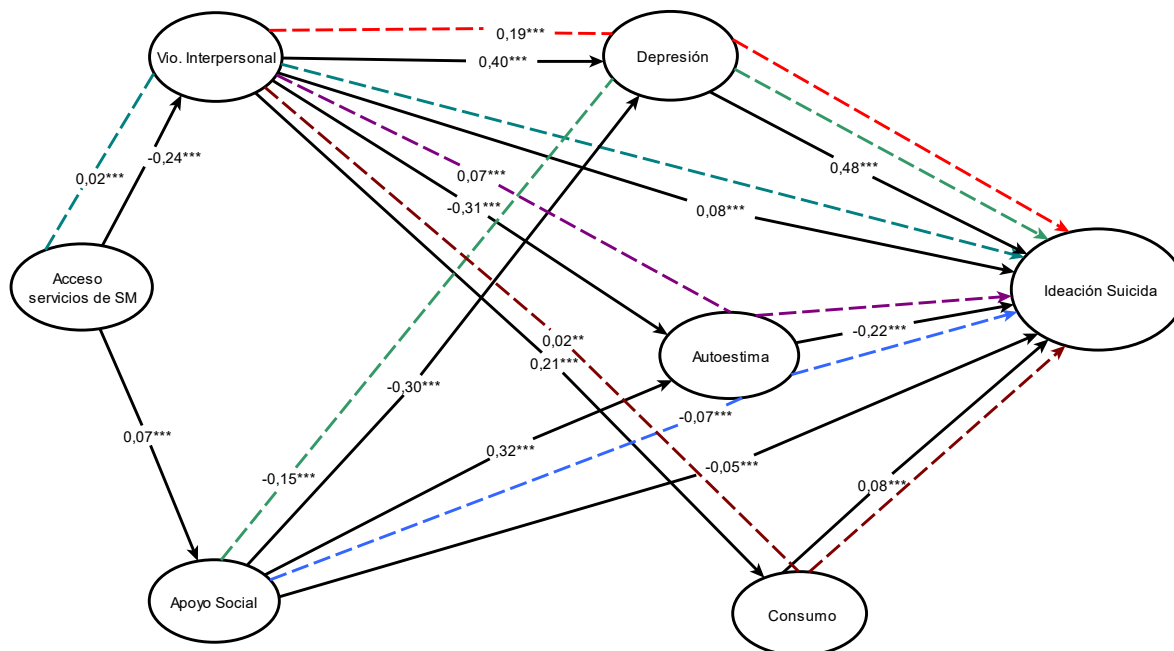 0,19***
Vio. Interpersonal
Depresión
0,40***
-0,24***
0,02***
0,07***
0,48***
-0,31***
0,08***
Acceso
servicios de SM
Ideación Suicida
0,02**
-0,22***
Autoestima
0,21***
-0,30***
-0,07***
0,07***
0,32***
-0,05***
-0,15***
0,08***
Apoyo Social
Consumo